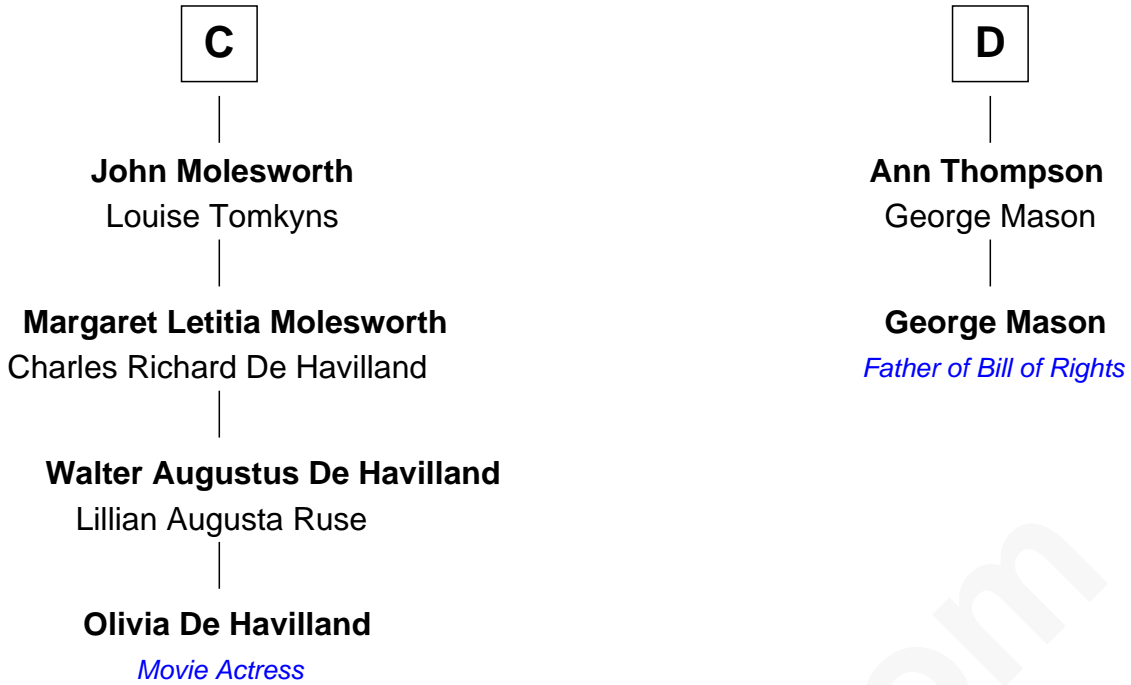 C
John Molesworth
Louise Tomkyns
Margaret Letitia Molesworth
Charles Richard De Havilland
Walter Augustus De Havilland
Lillian Augusta Ruse
Olivia De Havilland
Movie Actress
D
Ann Thompson
George Mason
George Mason
Father of Bill of Rights
om